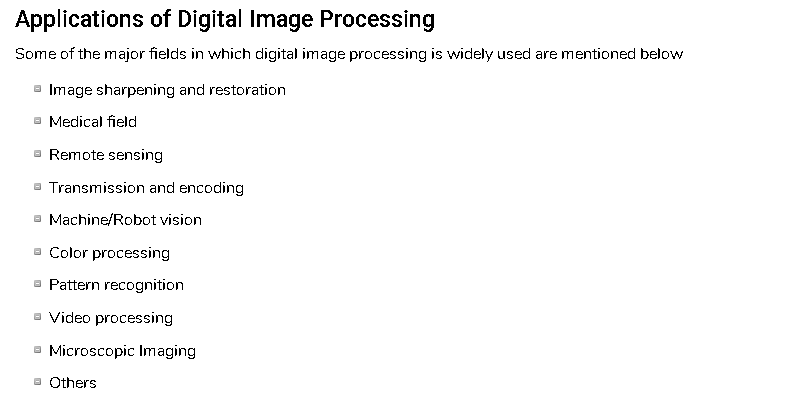 Applications of Digital Image Processing
Some of the major fields in which digital image processing is widely used are mentioned below
Image sharpening and restoration
Medical field
Remote sensing
Transmission and encoding
Machine/Robot vision
Color processing
Pattern recognition
Video processing
Microscopic Imaging
Others